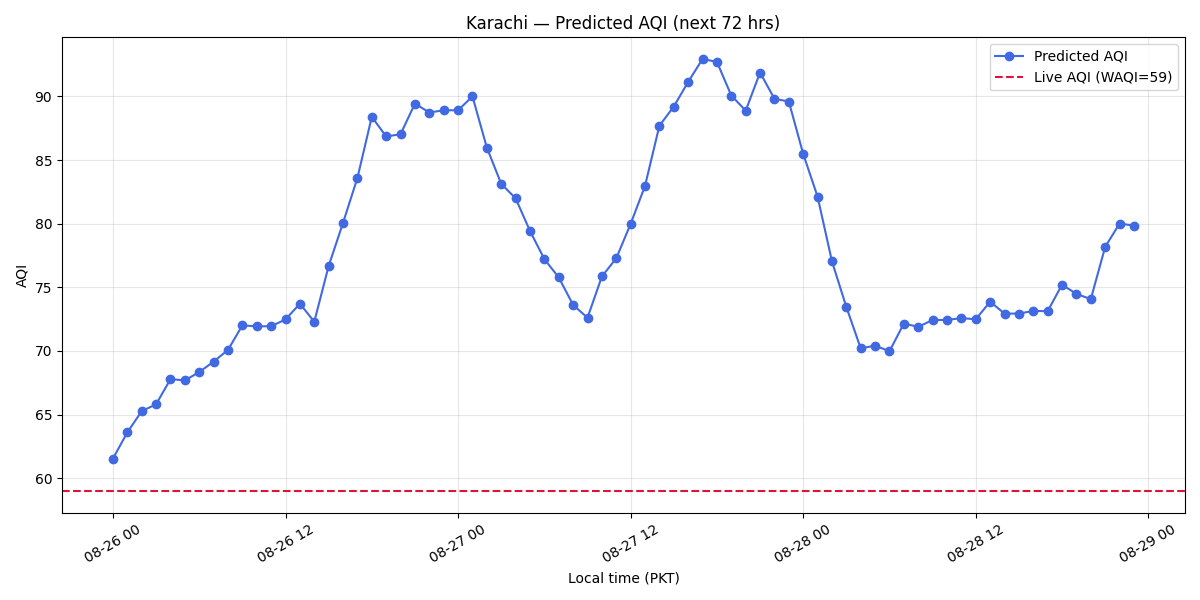 Karachi — Predicted AQI (next 72 hrs)
Predicted AQI
Live AQI (WAQI=59)
AQI
90
85
80
75
70
65
60
08-26 00
08-26 12
08-27 00
08-27 12
08-28 00
08-28 12
08-29 00
Local time (PKT)